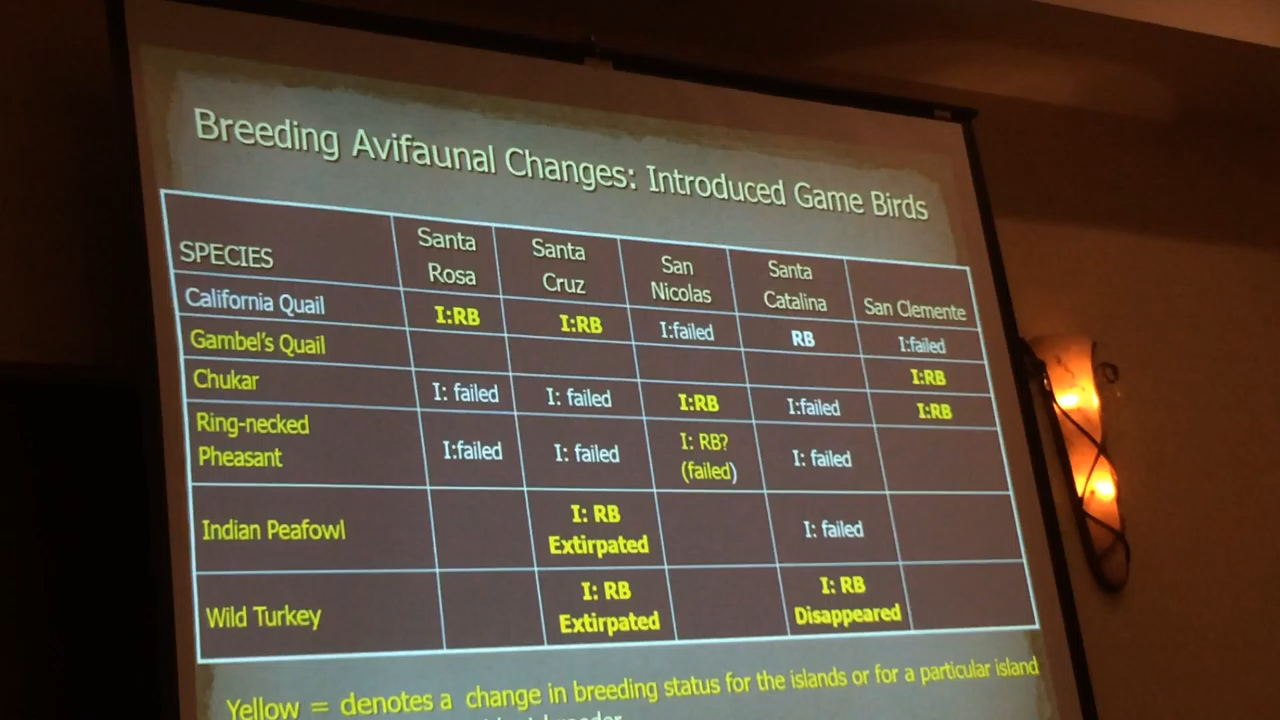 Breeding Avifaunal Changes: Introduced Game Birds
SPECIES Santa Rosa Santa Cruz San Nicolas Santa Catalina San Clemente
California Quail I:RB I:RB I:failed RB I:failed
Gambel's Quail I:RB
Chukar I: failed I: failed I:RB I:failed I:RB
Ring-necked Pheasant I:failed I: failed I: RB? (failed) I: failed
Indian Peafowl I: RB Extirpated I: failed
Wild Turkey I: RB Extirpated I: RB Disappeared
Yellow = denotes a change in breeding status for the islands or for a particular island